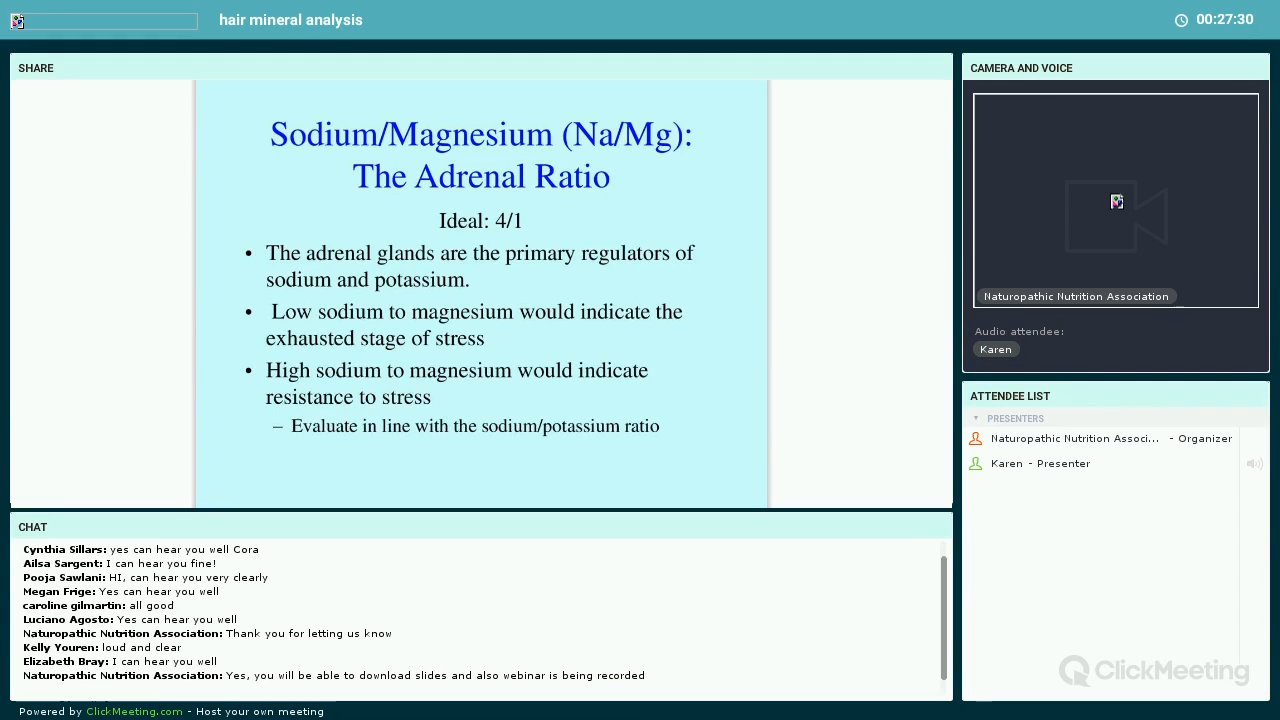 hair mineral analysis
00:27:30
SHARE
Sodium/Magnesium (Na/Mg):
The Adrenal Ratio
Ideal: 4/1
• The adrenal glands are the primary regulators of
sodium and potassium.
• Low sodium to magnesium would indicate the
exhausted stage of stress
• High sodium to magnesium would indicate
resistance to stress
– Evaluate in line with the sodium/potassium ratio
CAMERA AND VOICE
Naturopathic Nutrition Association
Audio attendee:
Karen
ATTENDEE LIST
PRESENTERS
Naturopathic Nutrition Associ... - Organizer
Karen - Presenter
CHAT
Cynthia Sillars: yes can hear you well Cora
Ailsa Sargent: I can hear you fine!
Pooja Sawlani: HI, can hear you very clearly
Megan Frige: Yes can hear you well
caroline gilmartin: all good
Luciano Agosto: Yes can hear you well
Naturopathic Nutrition Association: Thank you for letting us know
Kelly Youren: loud and clear
Elizabeth Bray: I can hear you well
Naturopathic Nutrition Association: Yes, you will be able to download slides and also webinar is being recorded
ClickMeeting
Powered by ClickMeeting.com - Host your own meeting